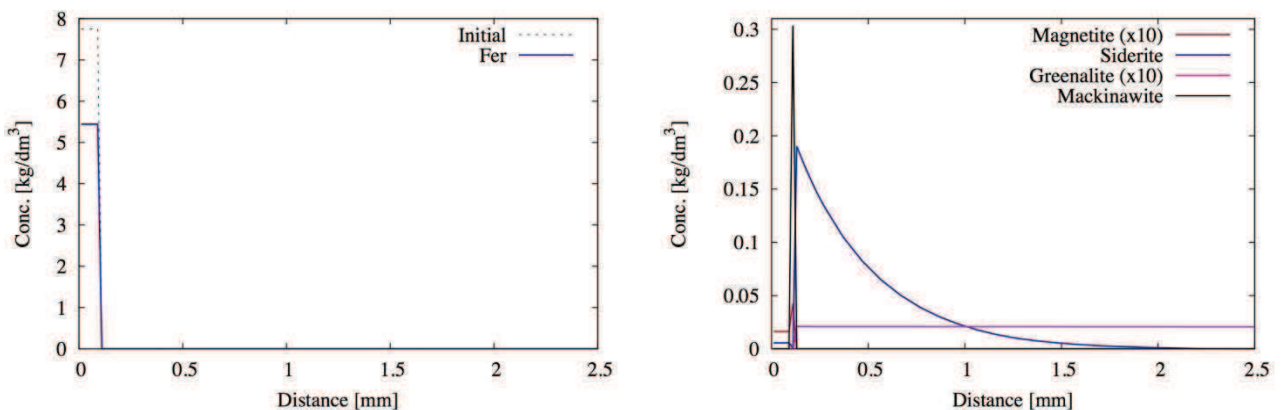 8
7
6
5
4
3
2
1
0
Conc. [kg/dm³]
Initial
Fer
0 0.5 1 1.5 2 2.5
Distance [mm]
0.3
0.25
0.2
0.15
0.1
0.05
0
Conc. [kg/dm³]
Magnetite (x10)
Siderite
Greenalite (x10)
Mackinawite
0 0.5 1 1.5 2 2.5
Distance [mm]